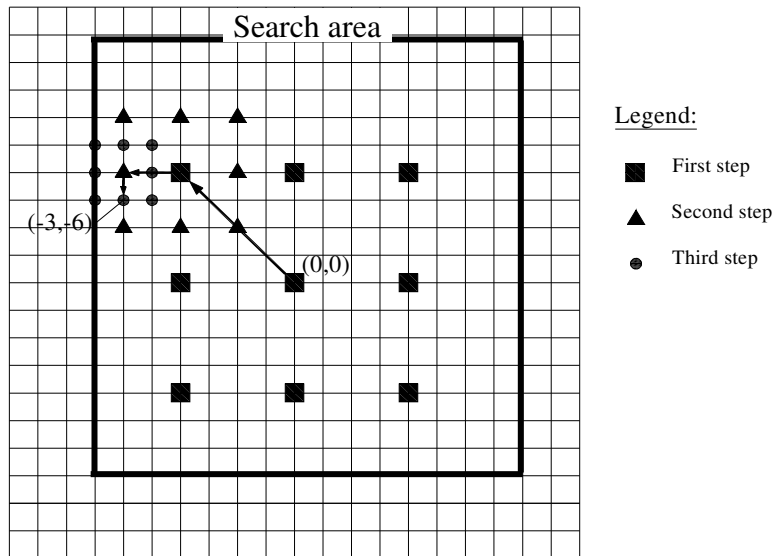 Search area
Legend:
First step
Second step
(-3,-6)
(0,0)
Third step